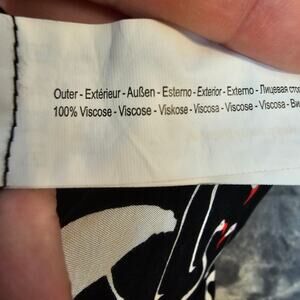 Outer - Extérieur - Außen - Esterno - Exterior - Externo - Лицевая
100% Viscose - Viscose - Viskose - Viscosa - Viscose - Viscosa -